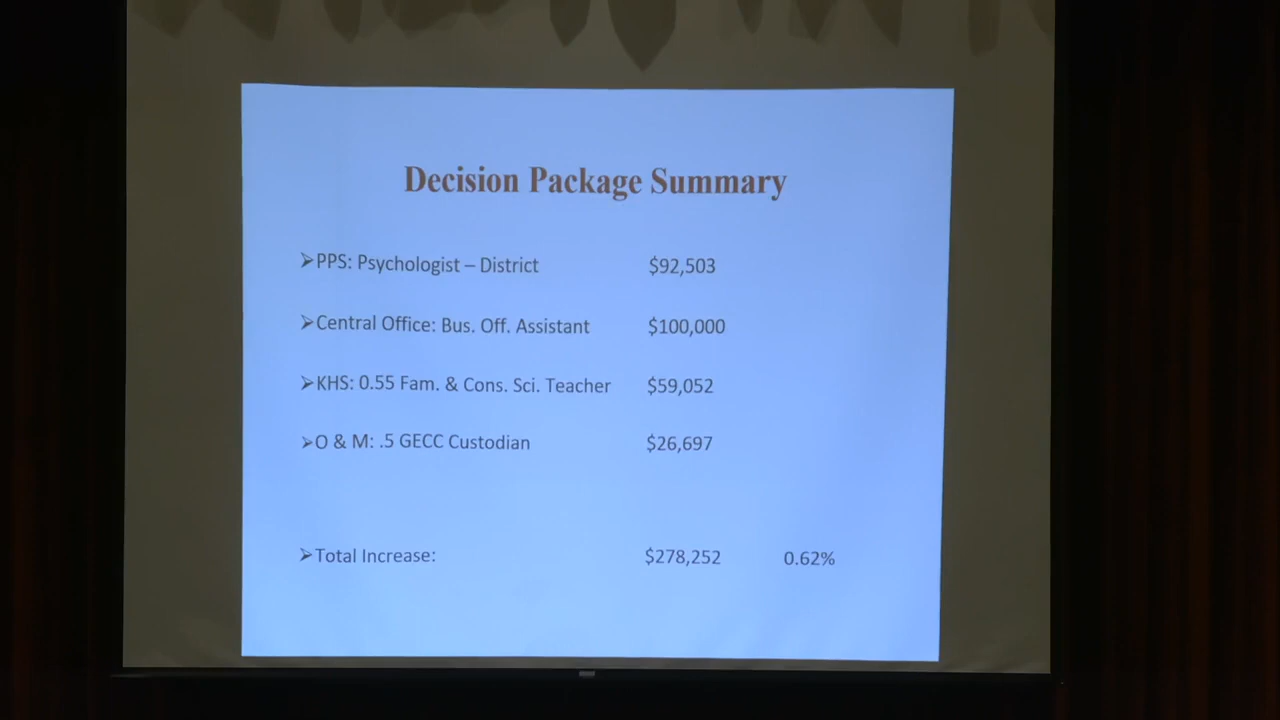 Decision Package Summary
➢PPS: Psychologist – District $92,503
➢Central Office: Bus. Off. Assistant $100,000
➢KHS: 0.55 Fam. & Cons. Sci. Teacher $59,052
➢O & M: .5 GECC Custodian $26,697
➢Total Increase: $278,252 0.62%